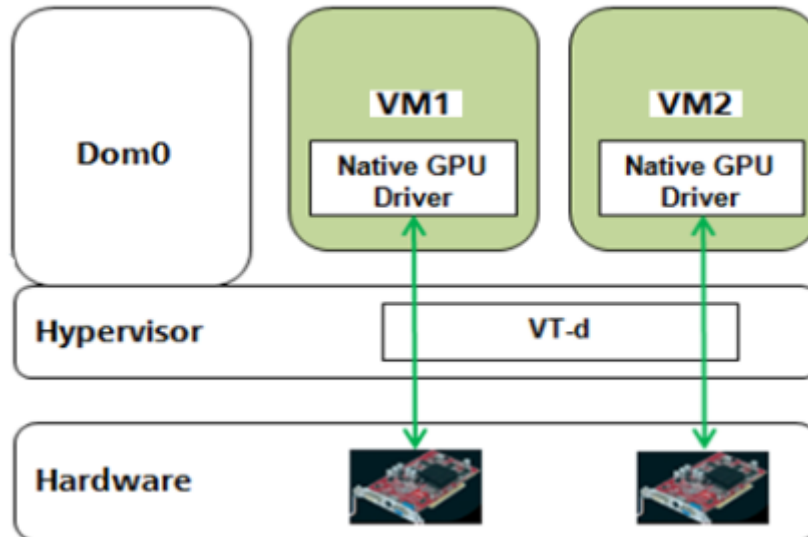 Dom0
VM1
Native GPU
Driver
VM2
Native GPU
Driver
Hypervisor
VT-d
Hardware